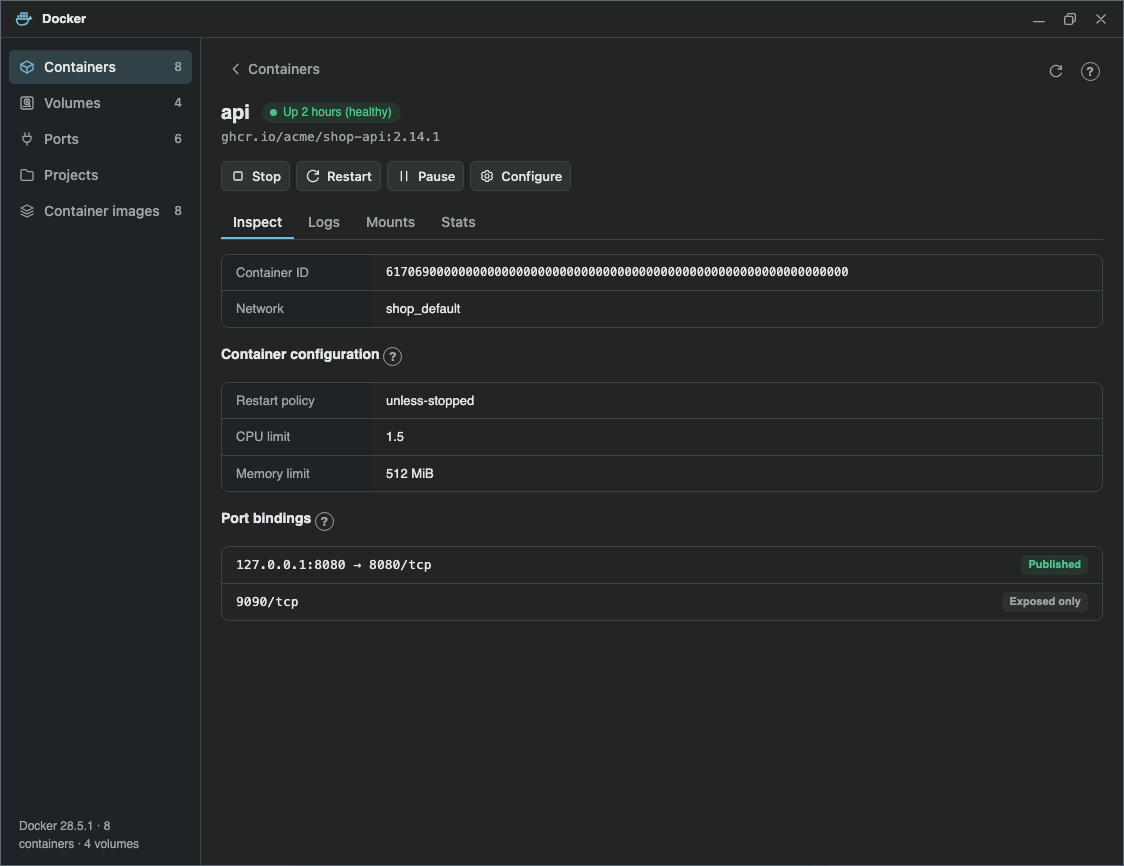 Docker
Containers 8
Volumes 4
Ports 6
Projects
Container images 8
Docker 28.5.1 · 8
containers · 4 volumes
Containers
?
api Up 2 hours (healthy)
ghcr.io/acme/shop-api:2.14.1
Stop Restart Pause Configure
Inspect Logs Mounts Stats
Container ID 6170690000000000000000000000000000000000000000000000000000000000
Network shop_default
Container configuration ?
Restart policy unless-stopped
CPU limit 1.5
Memory limit 512 MiB
Port bindings ?
127.0.0.1:8080 → 8080/tcp Published
9090/tcp Exposed only